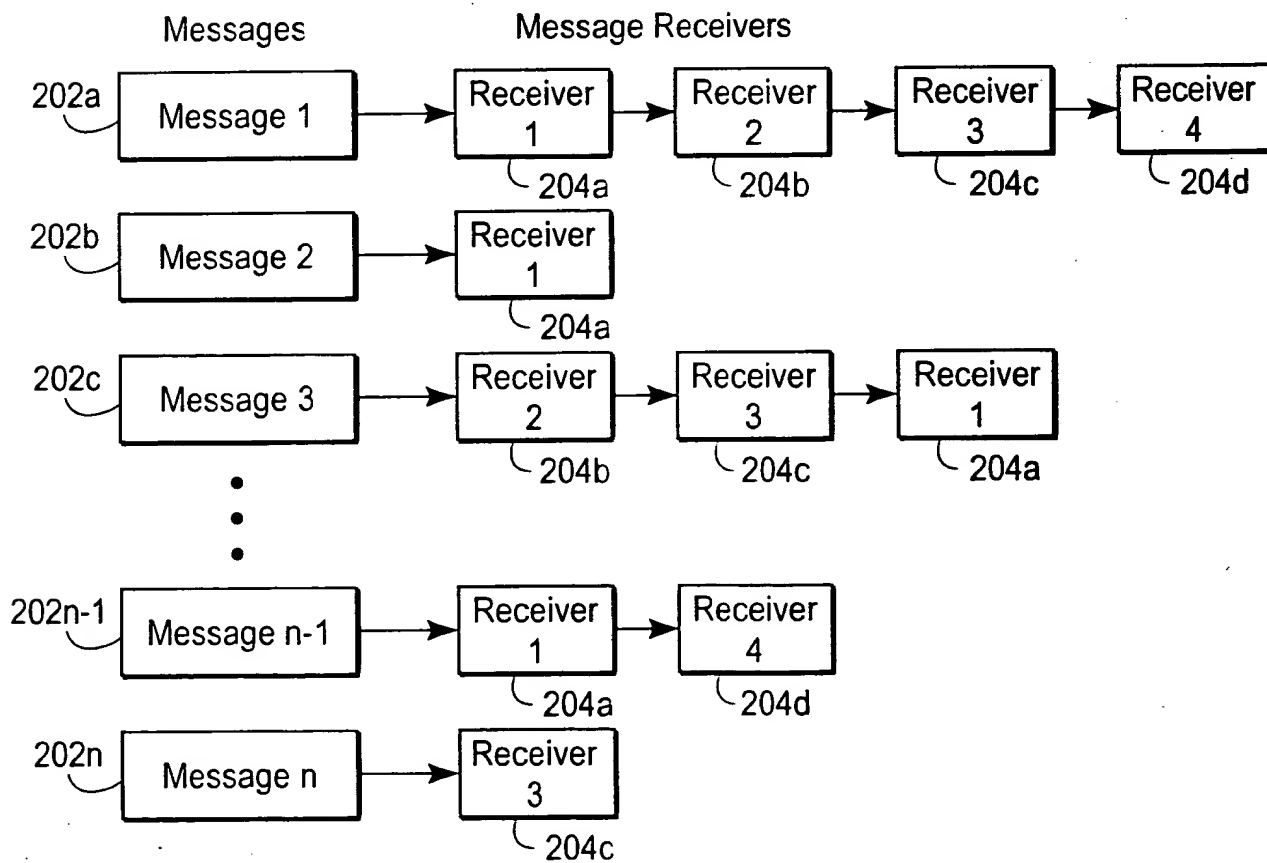 Messages Message Receivers
202a Message 1 Receiver 1 Receiver 2 Receiver 3 Receiver 4
204a 204b 204c 204d
202b Message 2 Receiver 1
204a
202c Message 3 Receiver 2 Receiver 3 Receiver 1
204b 204c 204a
202n-1 Message n-1 Receiver 1 Receiver 4
204a 204d
202n Message n Receiver 3
204c